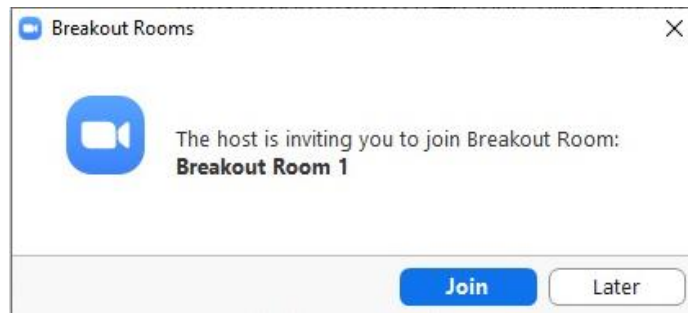 Breakout Rooms
The host is inviting you to join Breakout Room:
Breakout Room 1
Join
Later